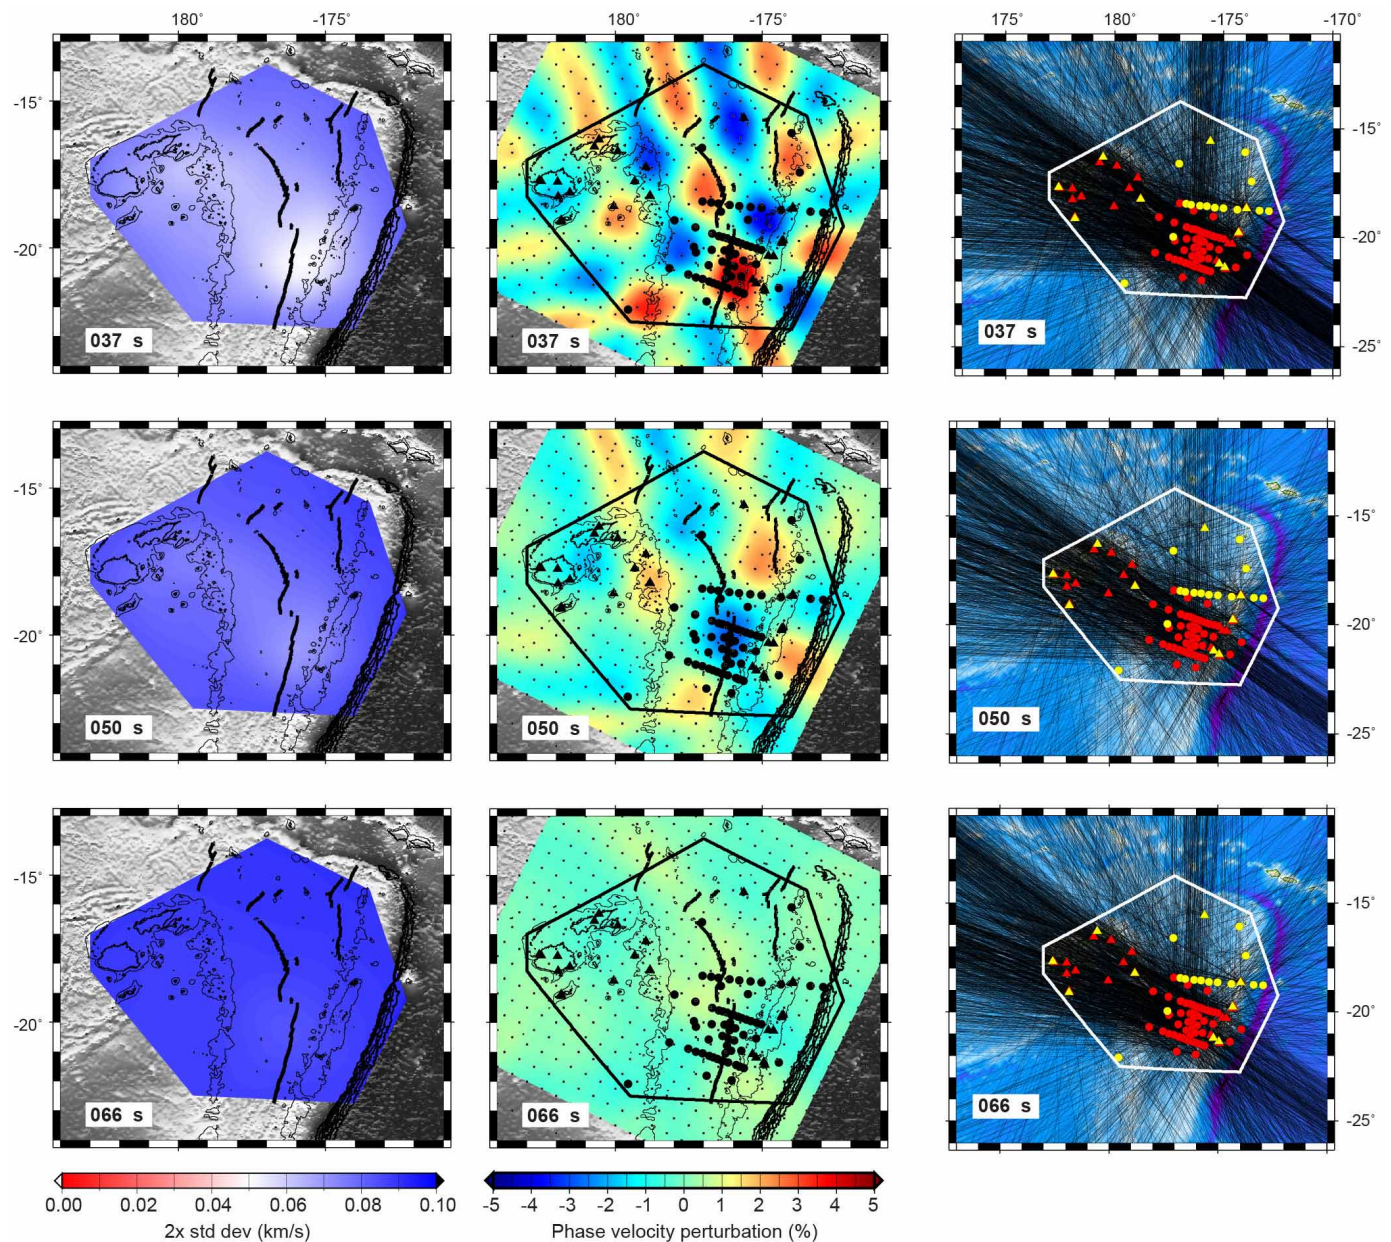 180° -175° 180° -175° 175° 180° -175° -170°
-15° -15°
-20° -20°
-25°
037 s 037 s 037 s
-15° -15°
-20° -20°
-25°
050 s 050 s 050 s
-15° -15°
-20° -20°
-25°
066 s 066 s 066 s
0.00 0.02 0.04 0.06 0.08 0.10 -5 -4 -3 -2 -1 0 1 2 3 4 5
2x std dev (km/s) Phase velocity perturbation (%)